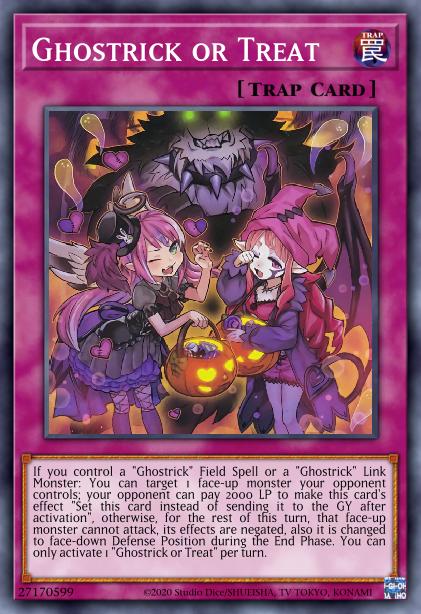 Ghostrick or Treat
TRAP
罠
[Trap Card]
If you control a "Ghostrick" Field Spell or a "Ghostrick" Link
Monster: You can target 1 face-up monster your opponent
controls; your opponent can pay 2000 LP to make this card's
effect "Set this card instead of sending it to the GY after
activation", otherwise, for the rest of this turn, that face-up
monster cannot attack, its effects are negated, also it is changed
to face-down Defense Position during the End Phase. You can
only activate 1 "Ghostrick or Treat" per turn.
27170599
©2020 Studio Dice/SHUEISHA, TV TOKYO, KONAMI